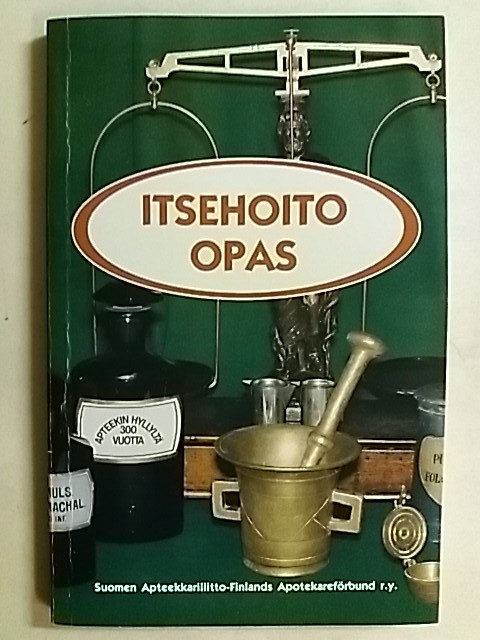 ITSEHOITO
OPAS
APTEEKIN HYLLYLTÄ
300
VUOTTA
Suomen Apteekkariliitto-Finlands Apotekareförbund r.y.